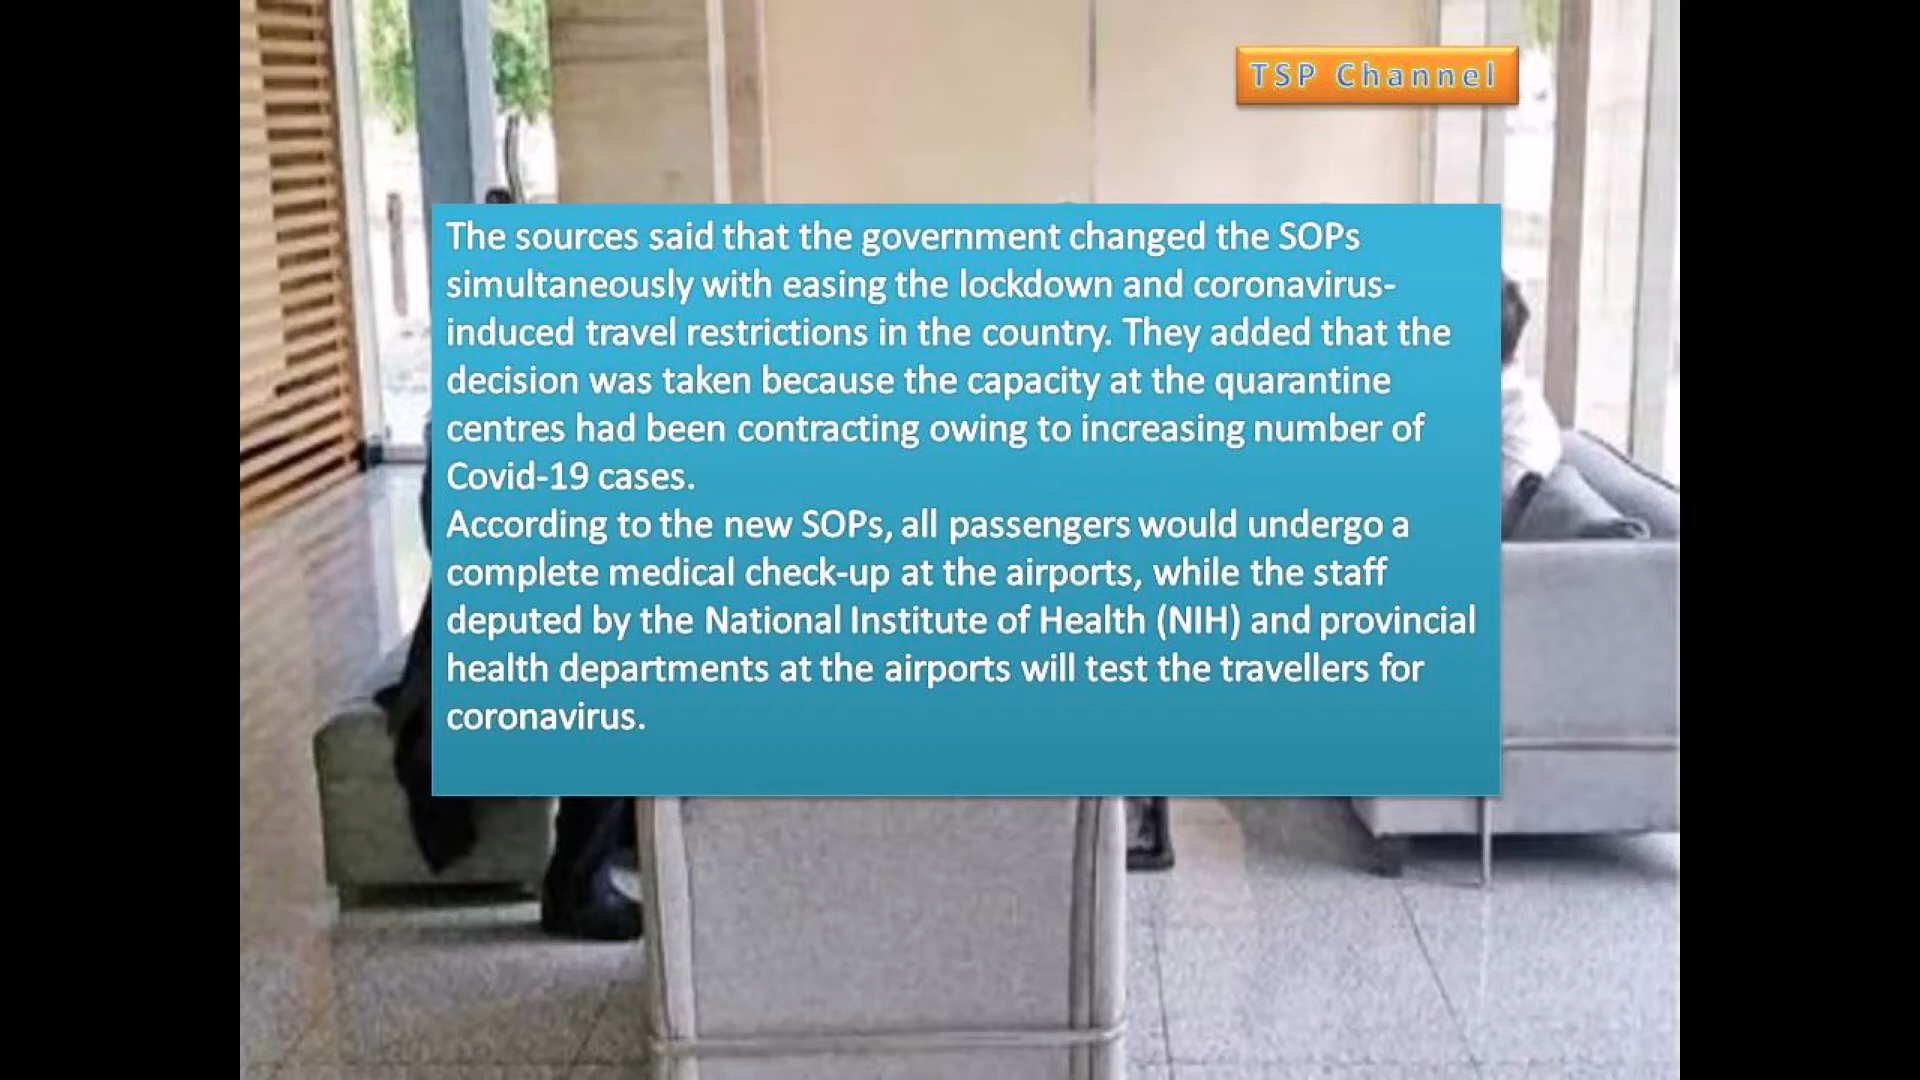 TSP Channel
The sources said that the government changed the SOPs
simultaneously with easing the lockdown and coronavirus-
induced travel restrictions in the country. They added that the
decision was taken because the capacity at the quarantine
centres had been contracting owing to increasing number of
Covid-19 cases.
According to the new SOPs, all passengers would undergo a
complete medical check-up at the airports, while the staff
deputed by the National Institute of Health (NIH) and provincial
health departments at the airports will test the travellers for
coronavirus.